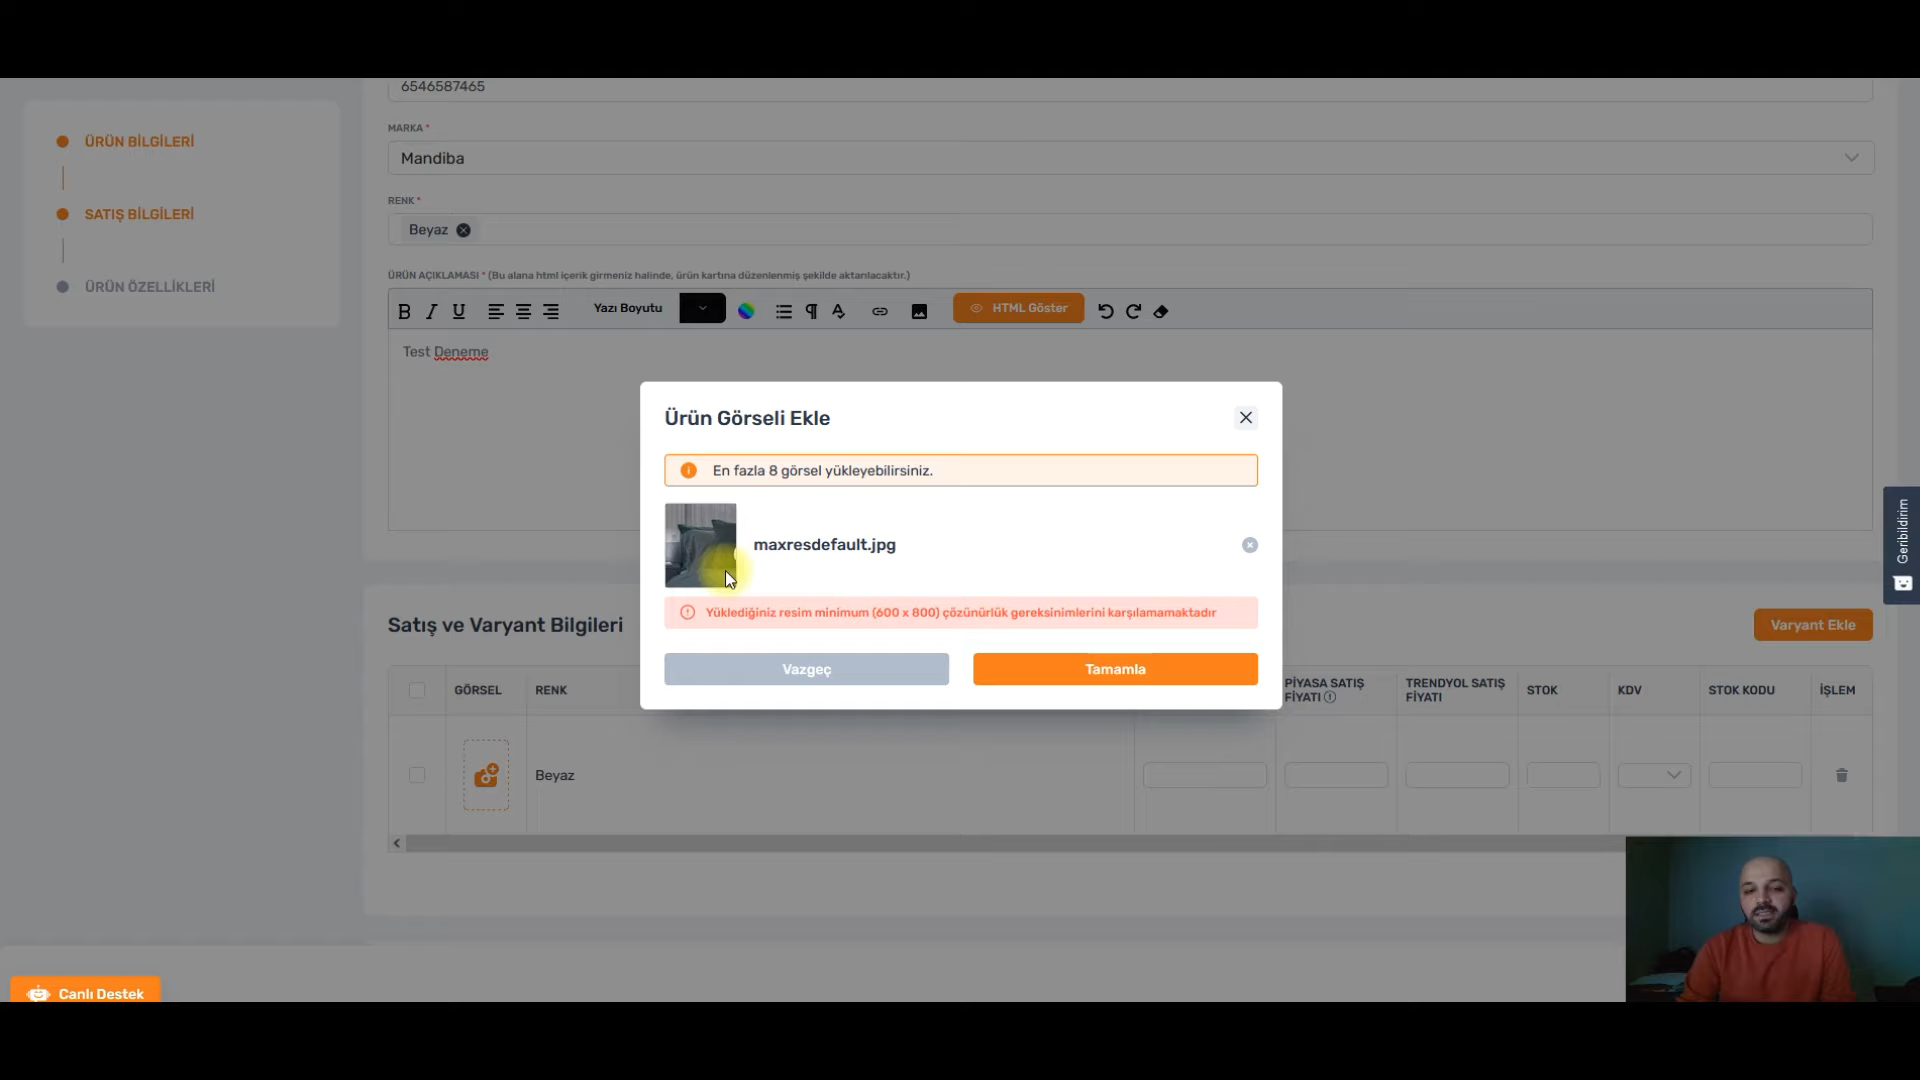 6546587465
MARKA *
Mandiba
RENK *
Beyaz
ÜRÜN BİLGİLERİ
SATIŞ BİLGİLERİ
ÜRÜN ÖZELLİKLERİ
ÜRÜN AÇIKLAMASI * (Bu alana html içerik girmeniz halinde, ürün kartına düzenlenmiş şekilde aktarılacaktır.)
B I U Yazı Boyutu HTML Göster
Test Deneme
Ürün Görseli Ekle
En fazla 8 görsel yükleyebilirsiniz.
maxresdefault.jpg
Yüklediğiniz resim minimum (600 x 800) çözünürlük gereksinimlerini karşılamamaktadır
Vazgeç
Tamamla
Geribildirim
Satış ve Varyant Bilgileri
Varyant Ekle
GÖRSEL RENK PİYASA SATIŞ FİYATI TRENDYOL SATIŞ FİYATI STOK KDV STOK KODU İŞLEM
Beyaz
Canlı Destek